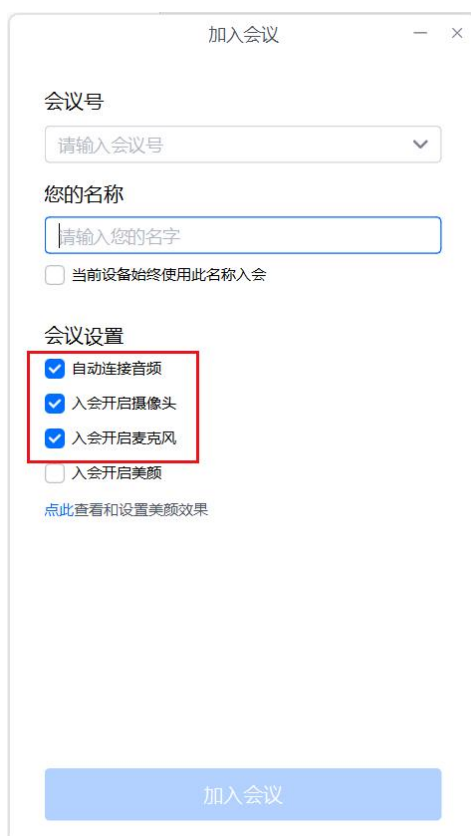 加入会议
会议号
请输入会议号
您的名称
请输入您的名字
当前设备始终使用此名称入会
会议设置
自动连接音频
入会开启摄像头
入会开启麦克风
入会开启美颜
点此查看和设置美颜效果
加入会议